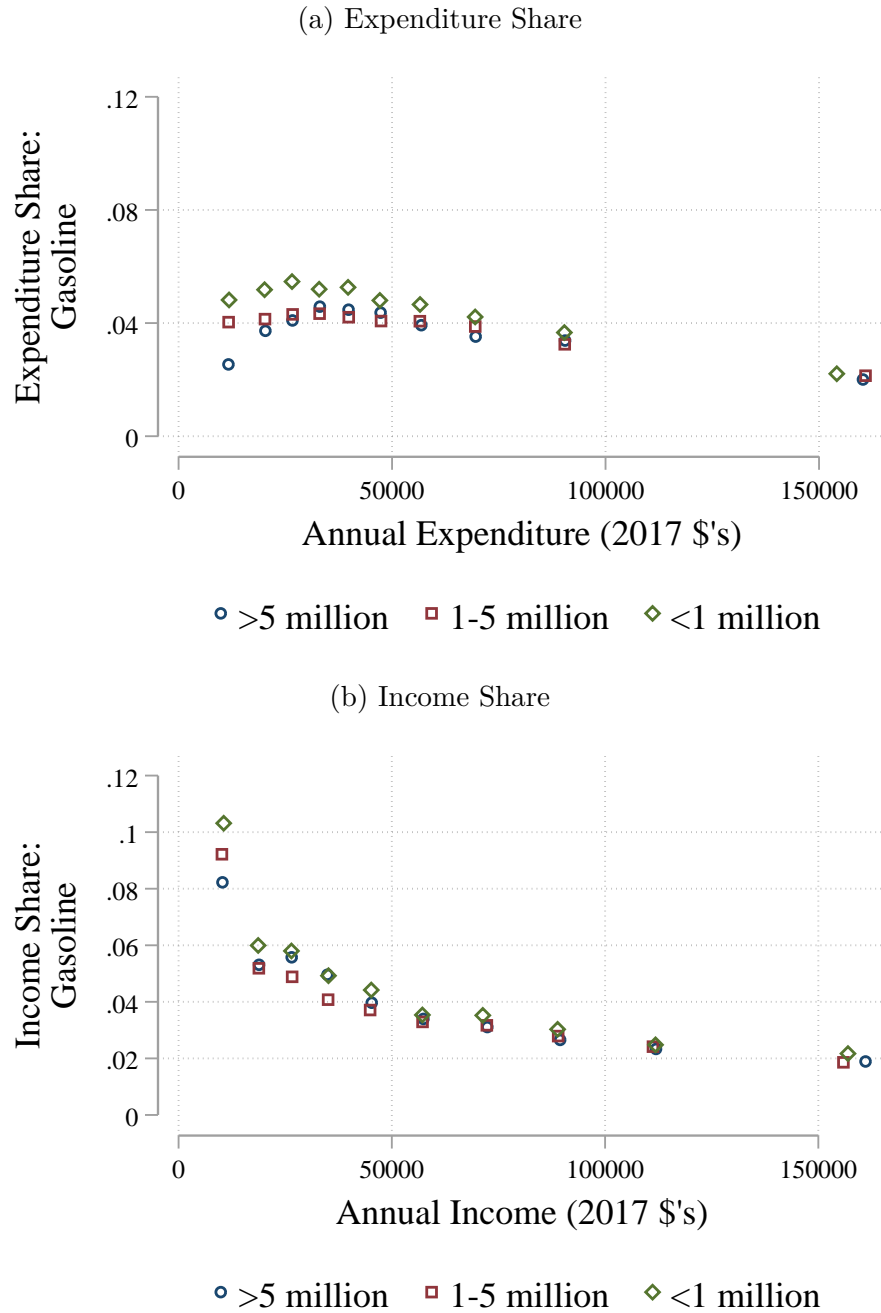 (a) Expenditure Share
.12
.08
.04
0
Expenditure Share:
Gasoline
0 50000 100000 150000
Annual Expenditure (2017 $'s)
>5 million 1-5 million <1 million
(b) Income Share
.12
.1
.08
.06
.04
.02
0
Income Share:
Gasoline
0 50000 100000 150000
Annual Income (2017 $'s)
>5 million 1-5 million <1 million